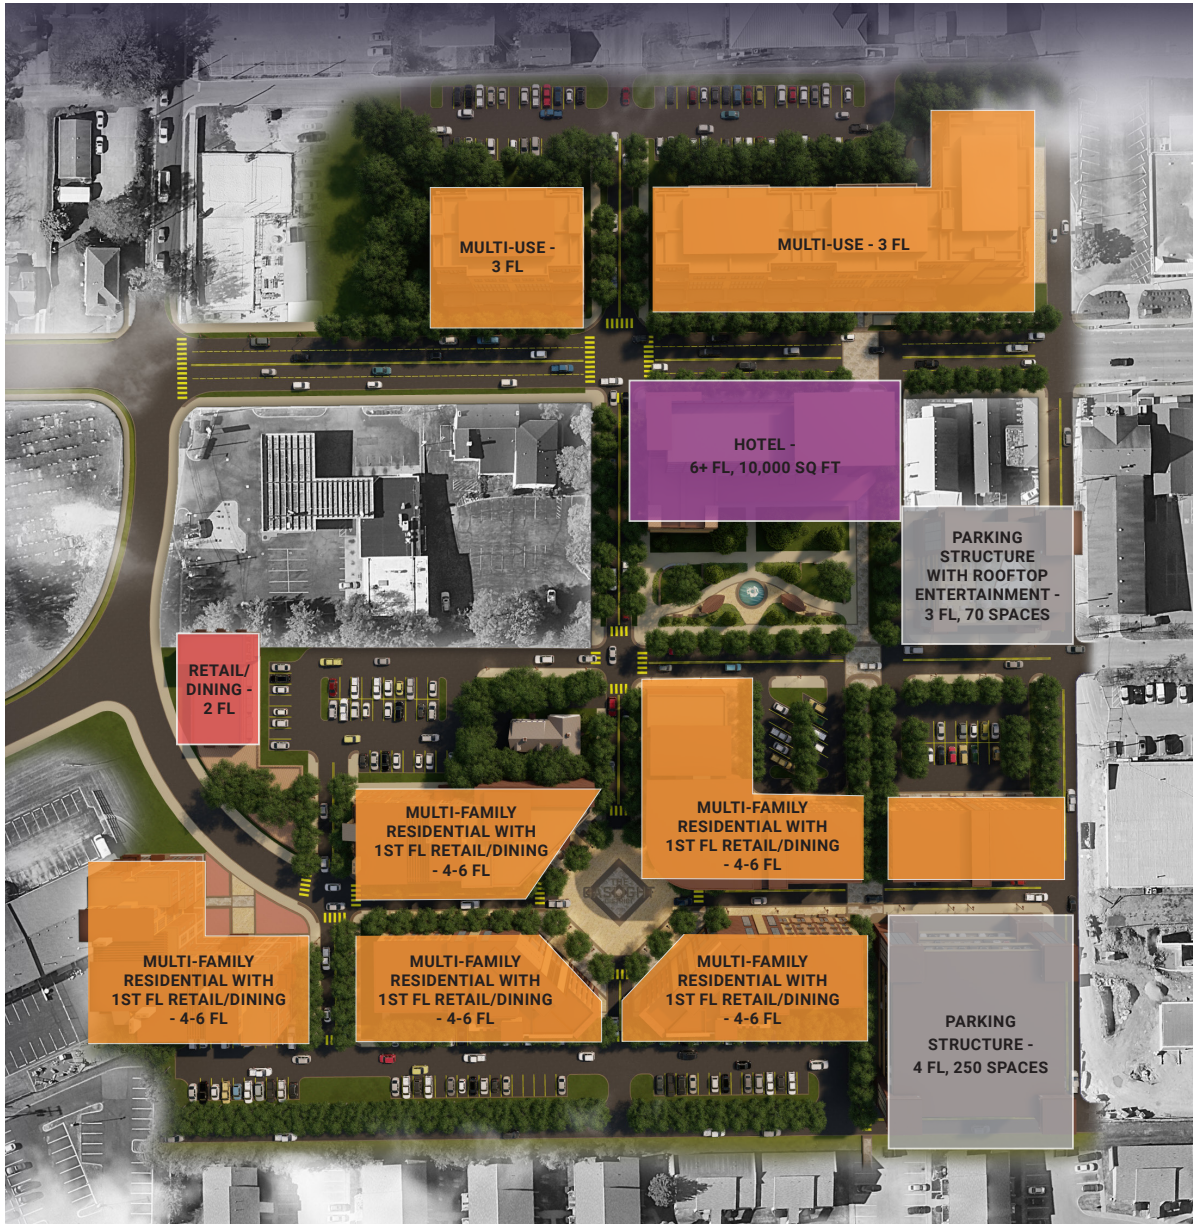 MULTI-USE -
3 FL
MULTI-USE - 3 FL
HOTEL -
6+ FL, 10,000 SQ FT
PARKING
STRUCTURE
WITH ROOFTOP
ENTERTAINMENT -
3 FL, 70 SPACES
RETAIL/
DINING -
2 FL
MULTI-FAMILY
RESIDENTIAL WITH
1ST FL RETAIL/DINING
- 4-6 FL
MULTI-FAMILY
RESIDENTIAL WITH
1ST FL RETAIL/DINING
- 4-6 FL
MULTI-FAMILY
RESIDENTIAL WITH
1ST FL RETAIL/DINING
- 4-6 FL
MULTI-FAMILY
RESIDENTIAL WITH
1ST FL RETAIL/DINING
- 4-6 FL
MULTI-FAMILY
RESIDENTIAL WITH
1ST FL RETAIL/DINING
- 4-6 FL
PARKING
STRUCTURE -
4 FL, 250 SPACES